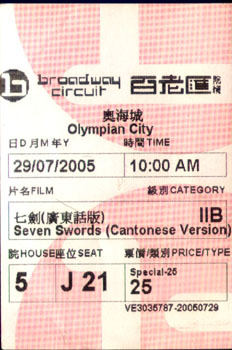 b broadway circuit 百老匯院綫
奧海城
Olympian City
日D月M年Y 時間TIME
29/07/2005 10:00 AM
片名FILM 級別CATEGORY
七劍(廣東話版) IIB
Seven Swords (Cantonese Version)
院HOUSE座位SEAT 票價/類別PRICE/TYPE
5 J 21 Special-25
25
VE3035787-20050729